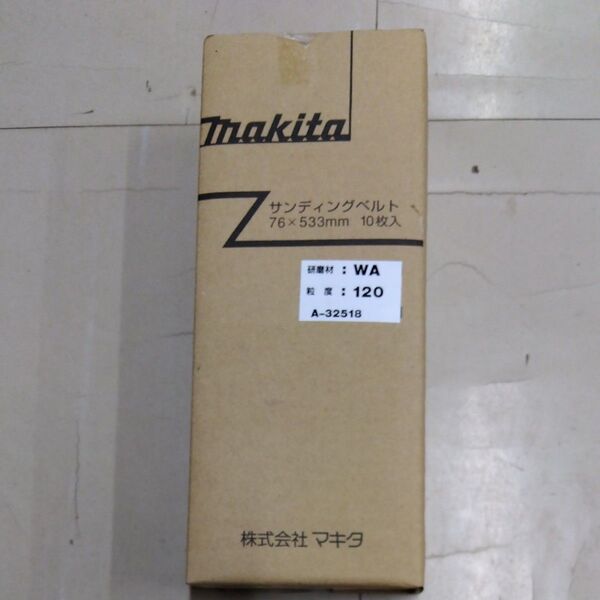 makita
サンディングベルト
76×533mm 10枚入
研磨材 : WA
粒 度 : 120
A-32518
株式会社 マキタ